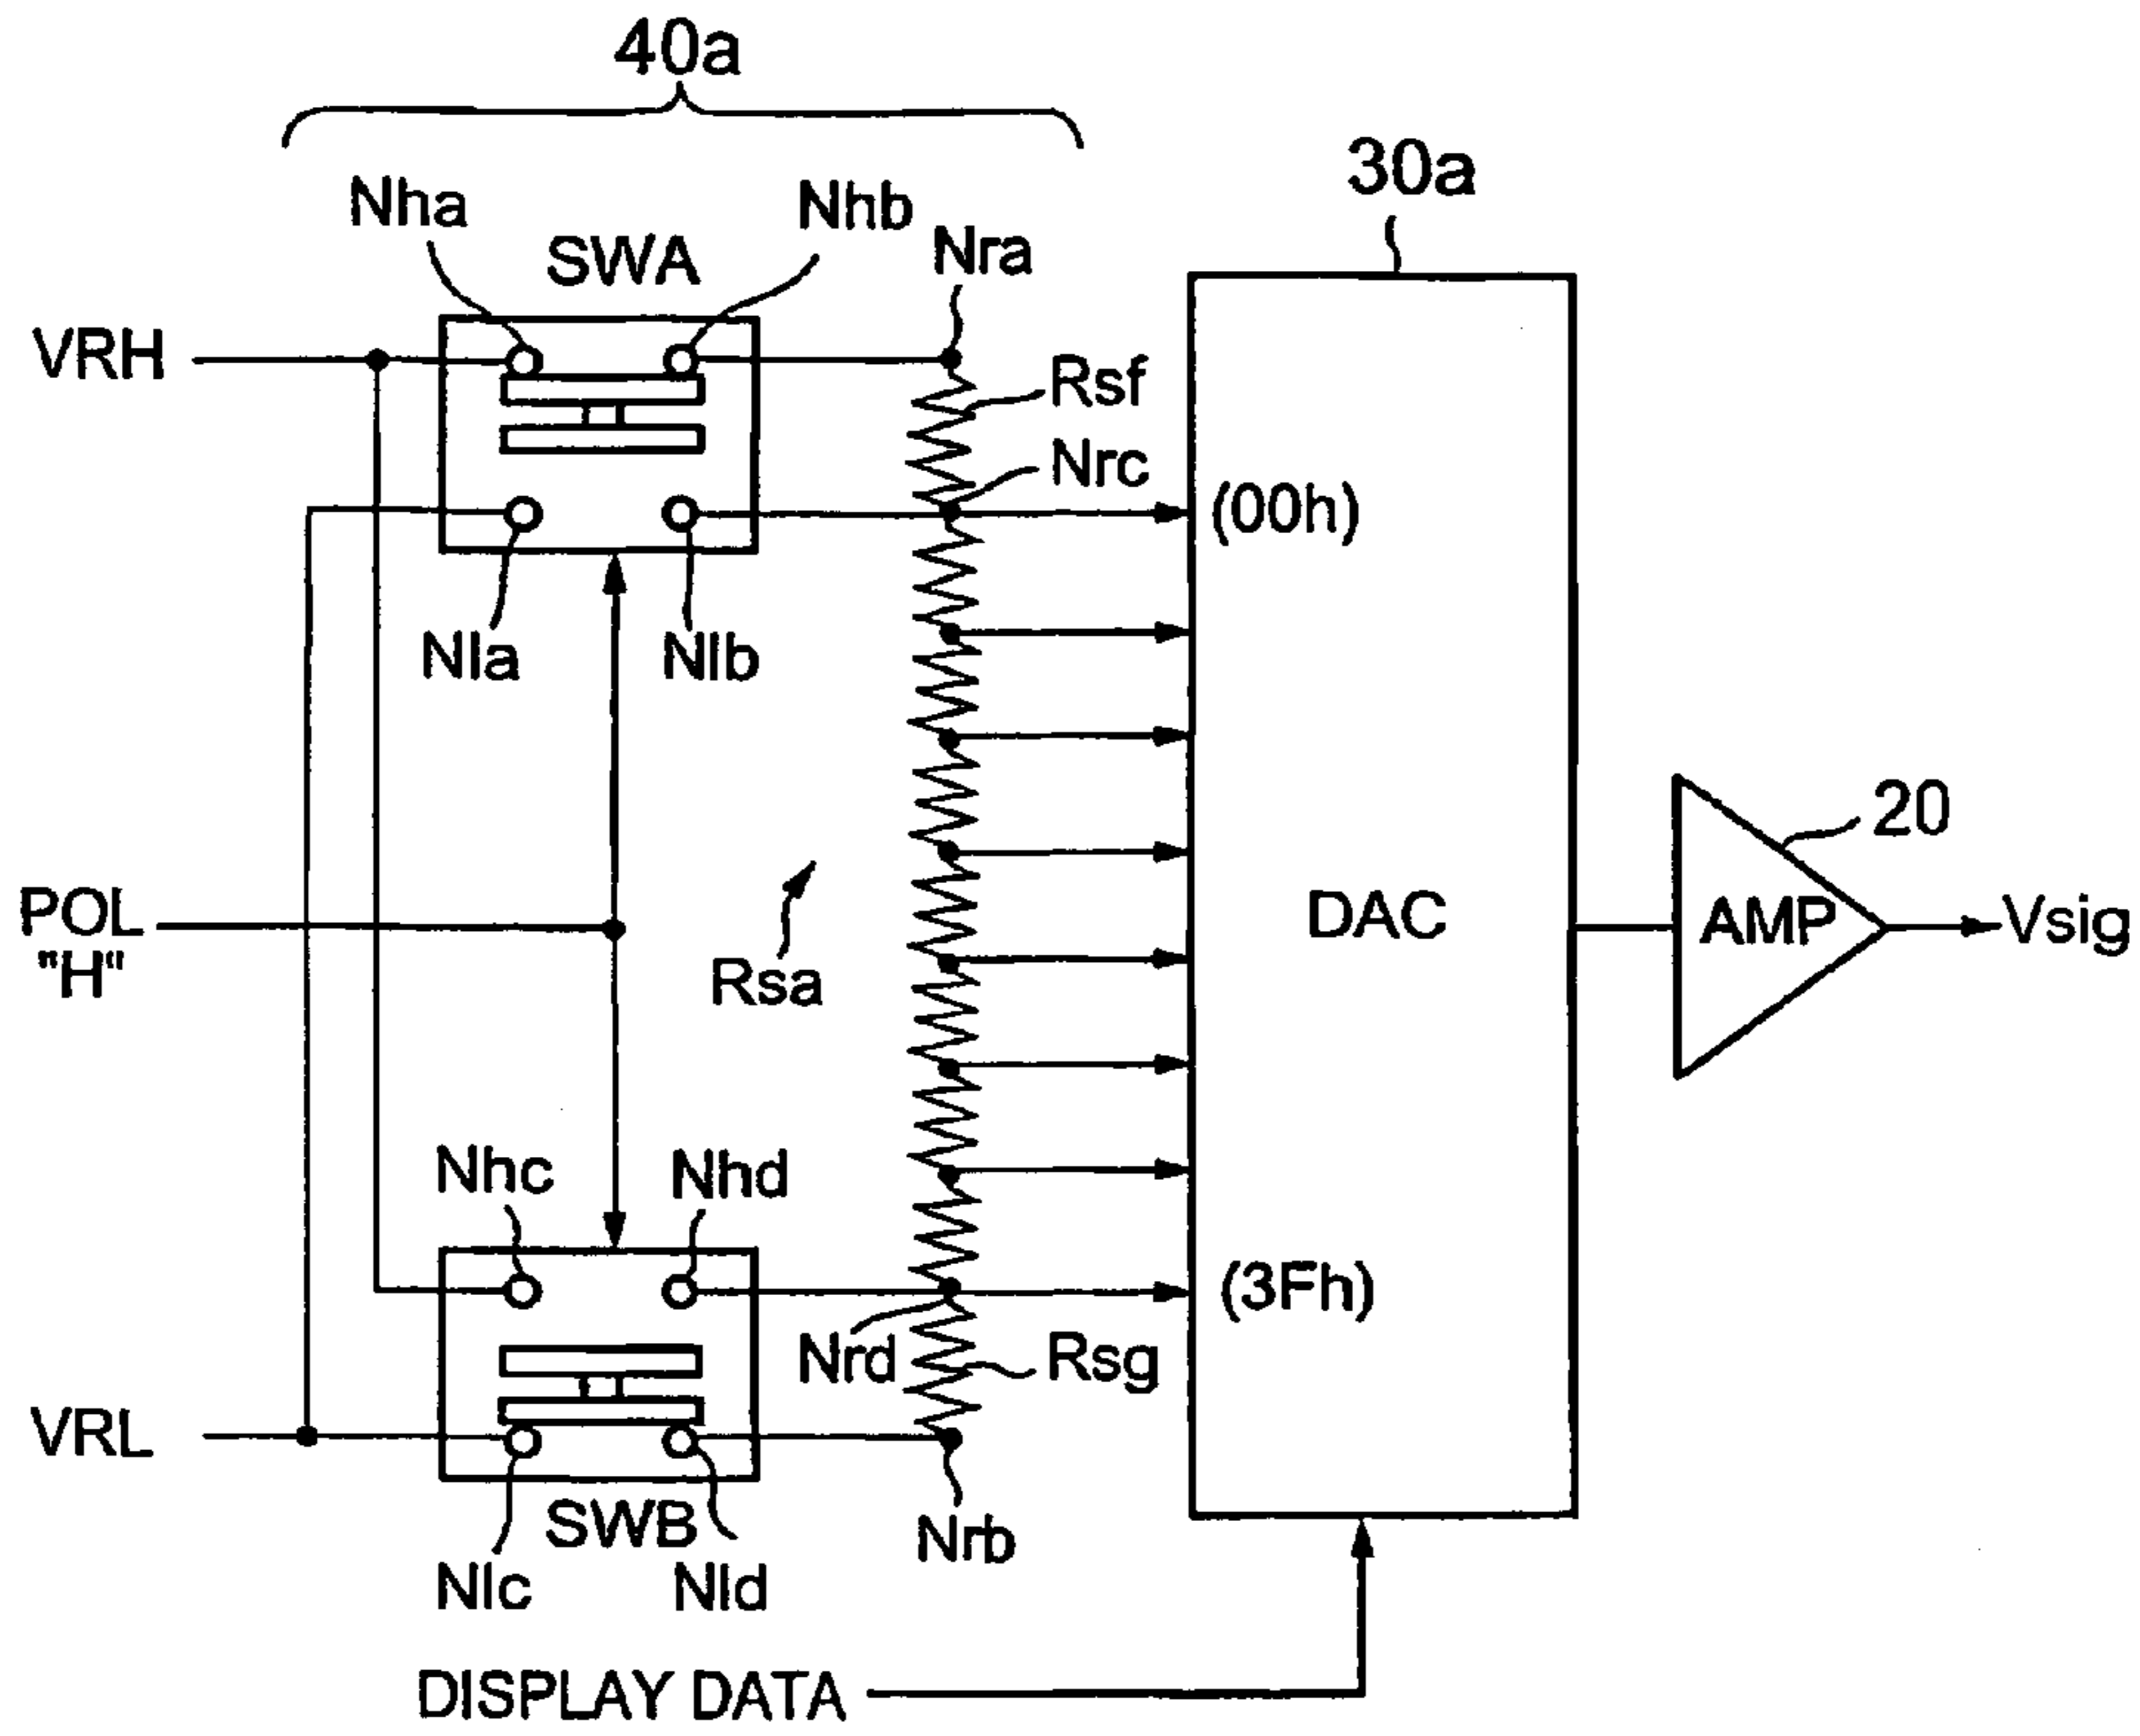 40a
30a
Nha
Nhb
SWA
Nra
VRH
Rsf
Nrc
(00h)
Nla
Nlb
20
POL
"H"
Rsa
DAC
AMP
Vsig
Nhc
Nhd
(3Fh)
Nrd
Rsg
VRL
SWB
Nrb
Nlc
Nld
DISPLAY DATA